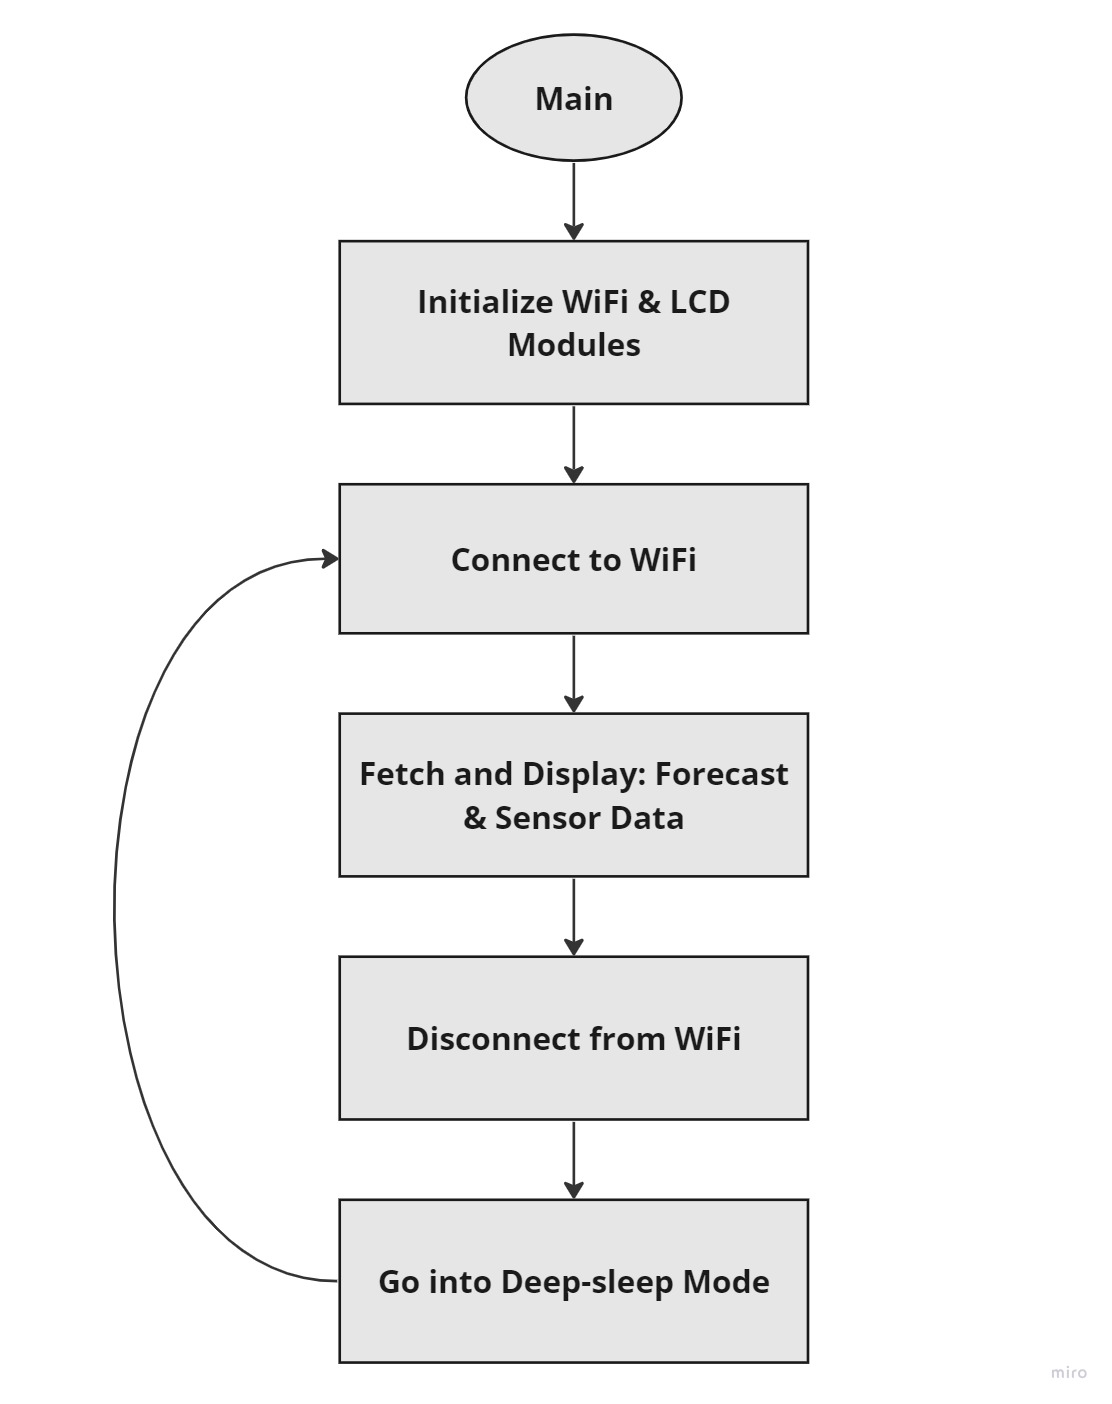 Main
Initialize WiFi & LCD
Modules
Connect to WiFi
Fetch and Display: Forecast
& Sensor Data
Disconnect from WiFi
Go into Deep-sleep Mode
miro